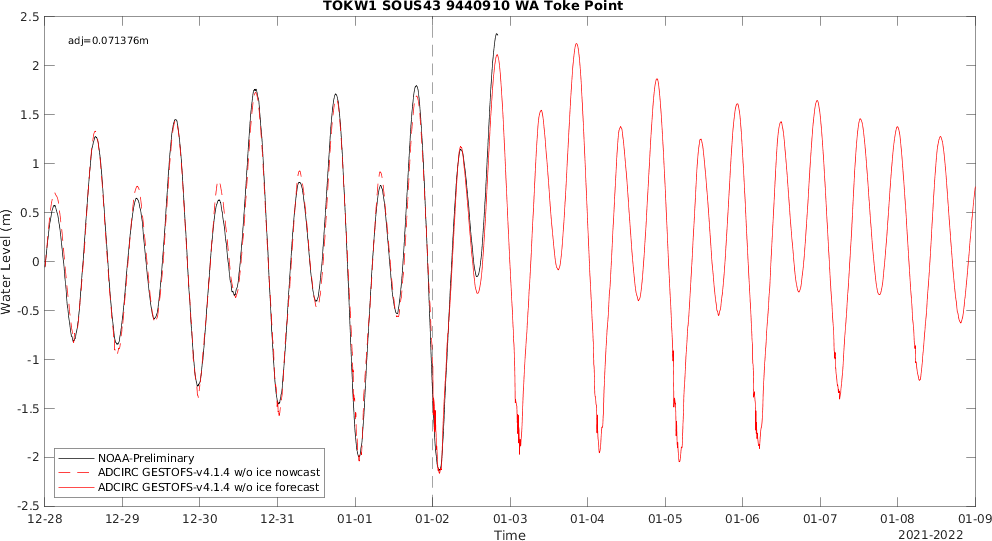 TOKW1 SOUS43 9440910 WA Toke Point
adj=0.071376m
2.5
2
1.5
1
0.5
0
-0.5
-1
-1.5
-2
-2.5
Water Level (m)
NOAA-Preliminary
ADCIRC GESTOFS-v4.1.4 w/o ice nowcast
ADCIRC GESTOFS-v4.1.4 w/o ice forecast
12-28 12-29 12-30 12-31 01-01 01-02 01-03 01-04 01-05 01-06 01-07 01-08 01-09
Time
2021-2022